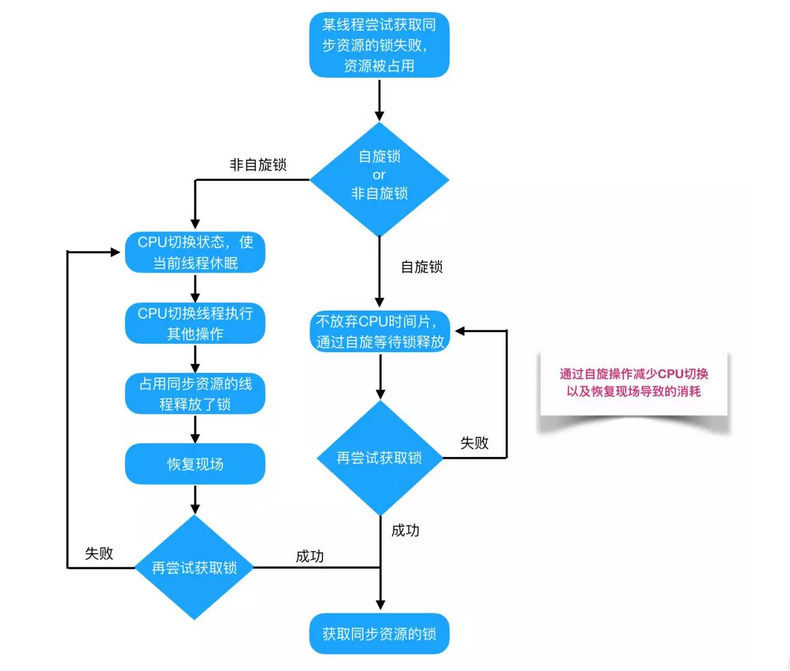 某线程尝试获取同
步资源的锁失败，
资源被占用
自旋锁
or
非自旋锁
非自旋锁
自旋锁
CPU切换状态，使
当前线程休眠
CPU切换线程执行
其他操作
占用同步资源的线
程释放了锁
恢复现场
再尝试获取锁
失败
成功
不放弃CPU时间片，
通过自旋等待锁释放
再尝试获取锁
失败
成功
获取同步资源的锁
通过自旋操作减少CPU切换
以及恢复现场导致的消耗